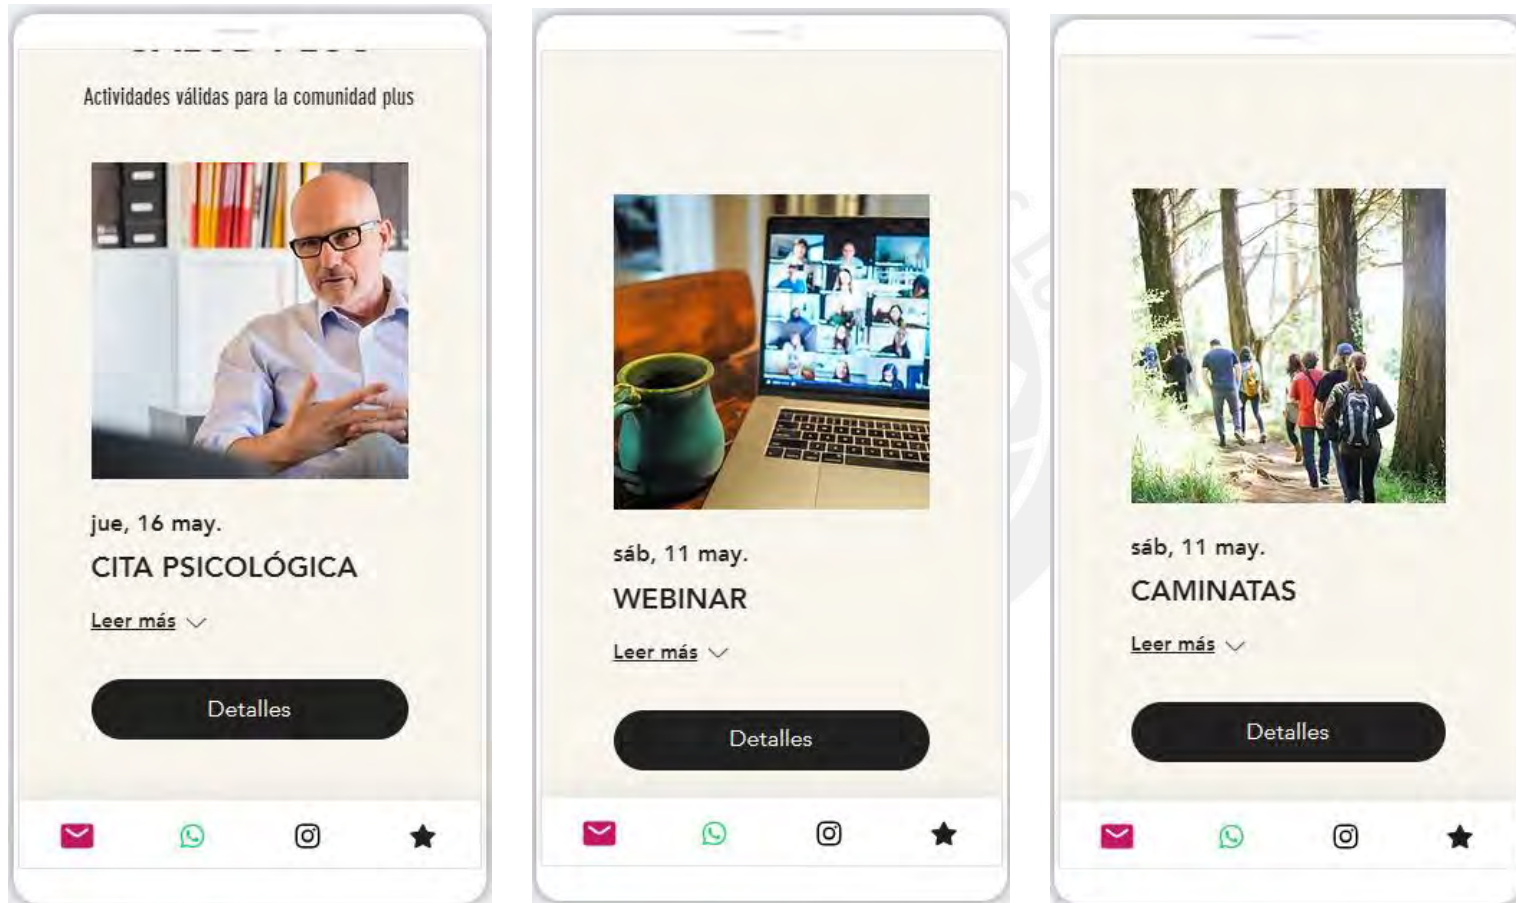 Actividades válidas para la comunidad plus
jue, 16 may.
CITA PSICOLÓGICA
Leer más
Detalles
sáb, 11 may.
WEBINAR
Leer más
Detalles
sáb, 11 may.
CAMINATAS
Leer más
Detalles